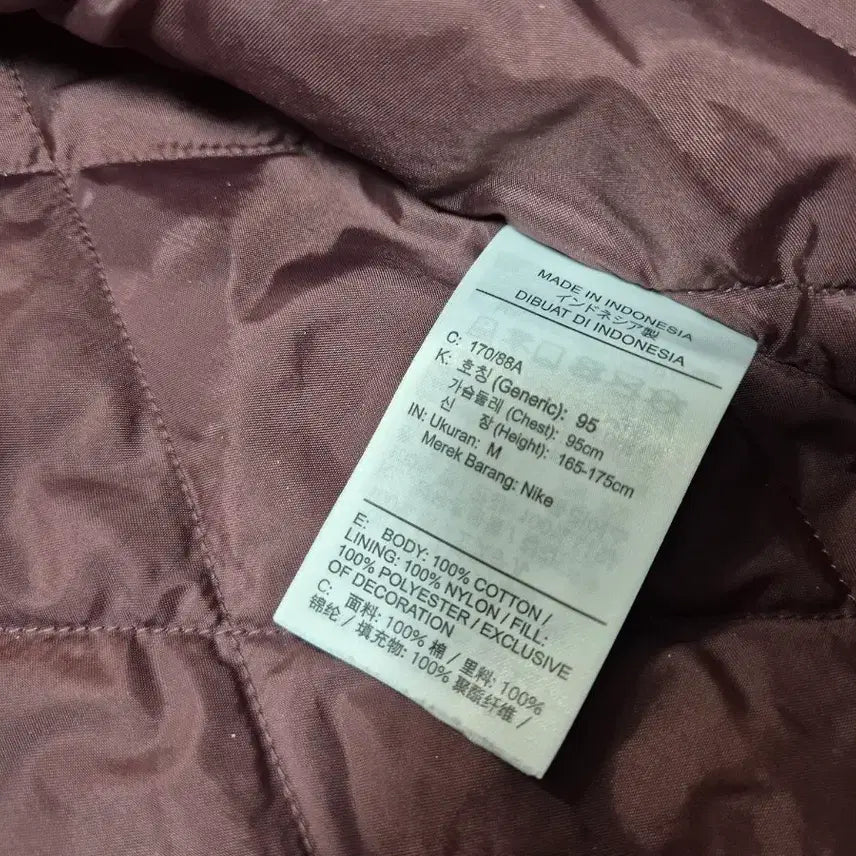 MADE IN INDONESIA
インドネシア製
DIBUAT DI INDONESIA
C: 170/88A
K: 호칭 (Generic): 95
가슴둘레 (Chest): 95cm
신 장 (Height): 165-175cm
IN: Ukuran: M
Merek Barang: Nike
E: BODY: 100% COTTON /
LINING: 100% NYLON / FILL:
100% POLYESTER / EXCLUSIVE
OF DECORATION
C: 面料: 100% 棉 / 里料: 100%
锦纶 / 填充物: 100% 聚酯纤维 /